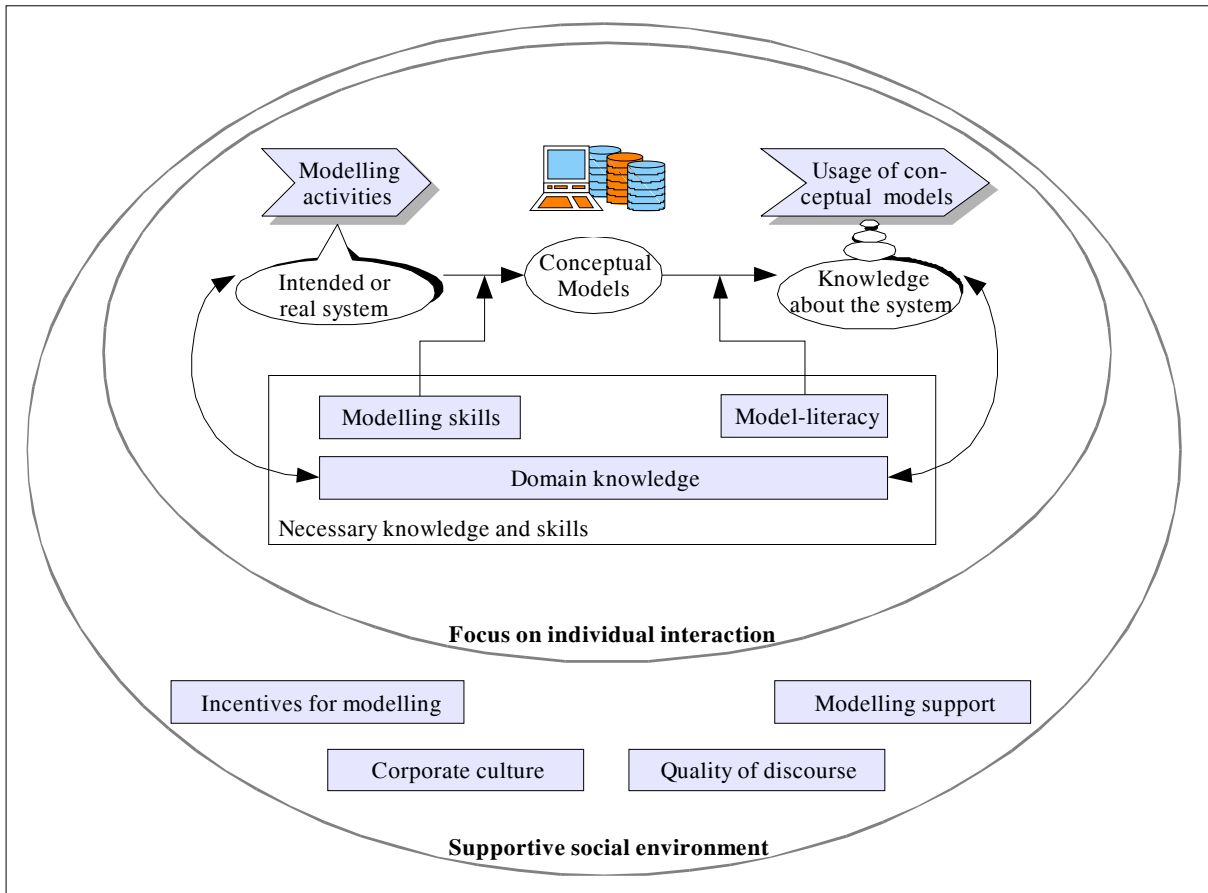 Modelling
activities
Usage of con-
ceptual models
Intended or
real system
Conceptual
Models
Knowledge
about the system
Modelling skills
Model-literacy
Domain knowledge
Necessary knowledge and skills
Focus on individual interaction
Incentives for modelling
Modelling support
Corporate culture
Quality of discourse
Supportive social environment